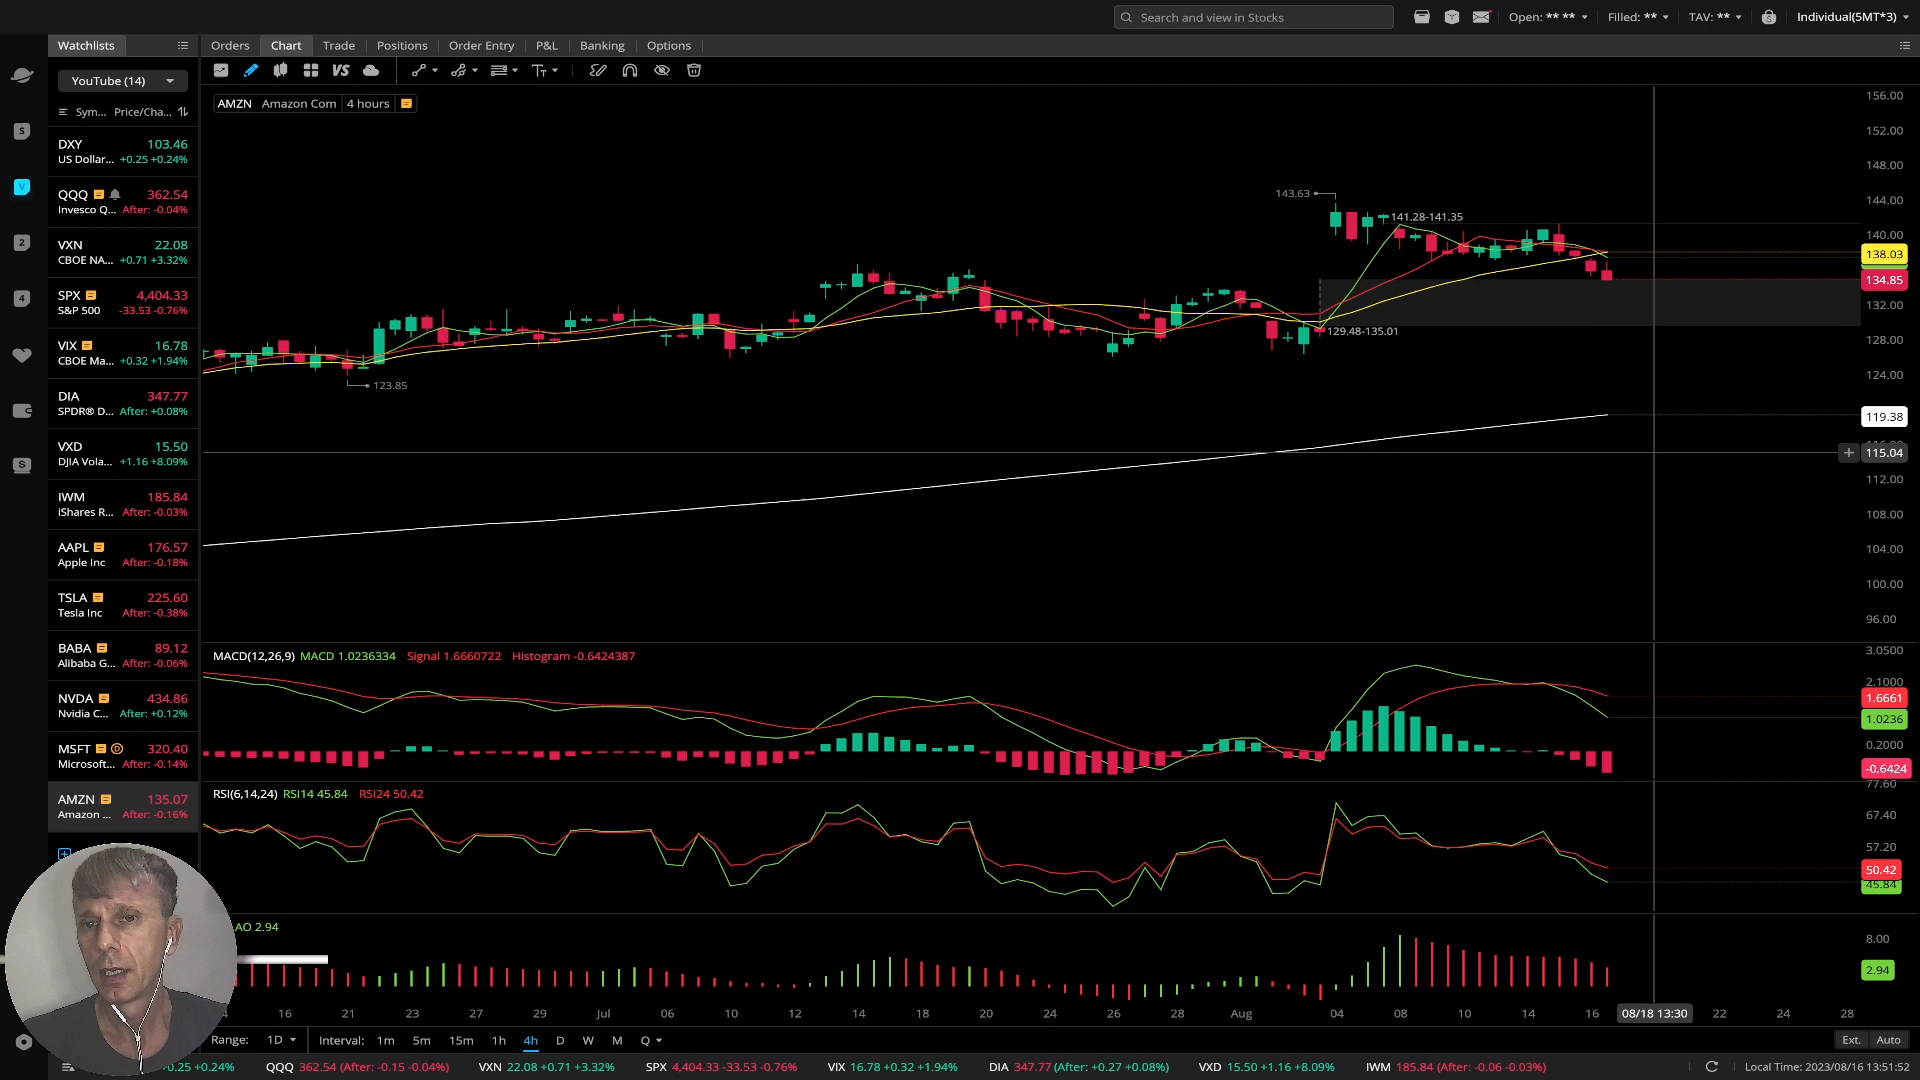 Search and view in Stocks
Open: ** **
Filled: **
TAV: **
Individual(5MT*3)
Watchlists
Orders
Chart
Trade
Positions
Order Entry
P&L
Banking
Options
YouTube (14)
VS
Sym... Price/Cha...
AMZN Amazon Com 4 hours
DXY 103.46
US Dollar... +0.25 +0.24%
QQQ 362.54
Invesco Q... After: -0.04%
VXN 22.08
CBOE NA... +0.71 +3.32%
SPX 4,404.33
S&P 500 -33.53 -0.76%
VIX 16.78
CBOE Ma... +0.32 +1.94%
DIA 347.77
SPDR® D... After: +0.08%
VXD 15.50
DJIA Vola... +1.16 +8.09%
IWM 185.84
iShares R... After: -0.03%
AAPL 176.57
Apple Inc After: -0.18%
TSLA 225.60
Tesla Inc After: -0.38%
BABA 89.12
Alibaba G... After: -0.06%
NVDA 434.86
Nvidia C... After: +0.12%
MSFT 320.40
Microsoft... After: -0.14%
AMZN 135.07
Amazon ... After: -0.16%
143.63
141.28-141.35
129.48-135.01
123.85
156.00
152.00
148.00
144.00
140.00
138.03
134.85
132.00
128.00
124.00
119.38
115.04
112.00
108.00
104.00
100.00
96.00
MACD(12,26,9) MACD 1.0236334 Signal 1.6660722 Histogram -0.6424387
3.0500
2.1000
1.6661
1.0236
0.2000
-0.6424
RSI(6,14,24) RSI14 45.84 RSI24 50.42
77.60
67.40
57.20
50.42
45.84
AO 2.94
8.00
2.94
16 21 23 27 29 Jul 06 10 12 14 18 20 24 26 28 Aug 04 08 10 14 16 08/18 13:30 22 24 28
Range: 1D Interval: 1m 5m 15m 1h 4h D W M Q
Ext. Auto
+0.25 +0.24% QQQ 362.54 (After: -0.15 -0.04%) VXN 22.08 +0.71 +3.32% SPX 4,404.33 -33.53 -0.76% VIX 16.78 +0.32 +1.94% DIA 347.77 (After: +0.27 +0.08%) VXD 15.50 +1.16 +8.09% IWM 185.84 (After: -0.06 -0.03%) Local Time: 2023/08/16 13:51:52